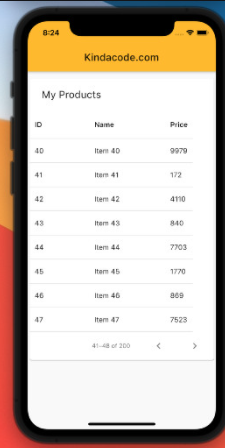 8:24
Kindacode.com
My Products
ID Name Price
40 Item 40 9979
41 Item 41 172
42 Item 42 4110
43 Item 43 840
44 Item 44 7703
45 Item 45 1770
46 Item 46 869
47 Item 47 7523
41–48 of 200